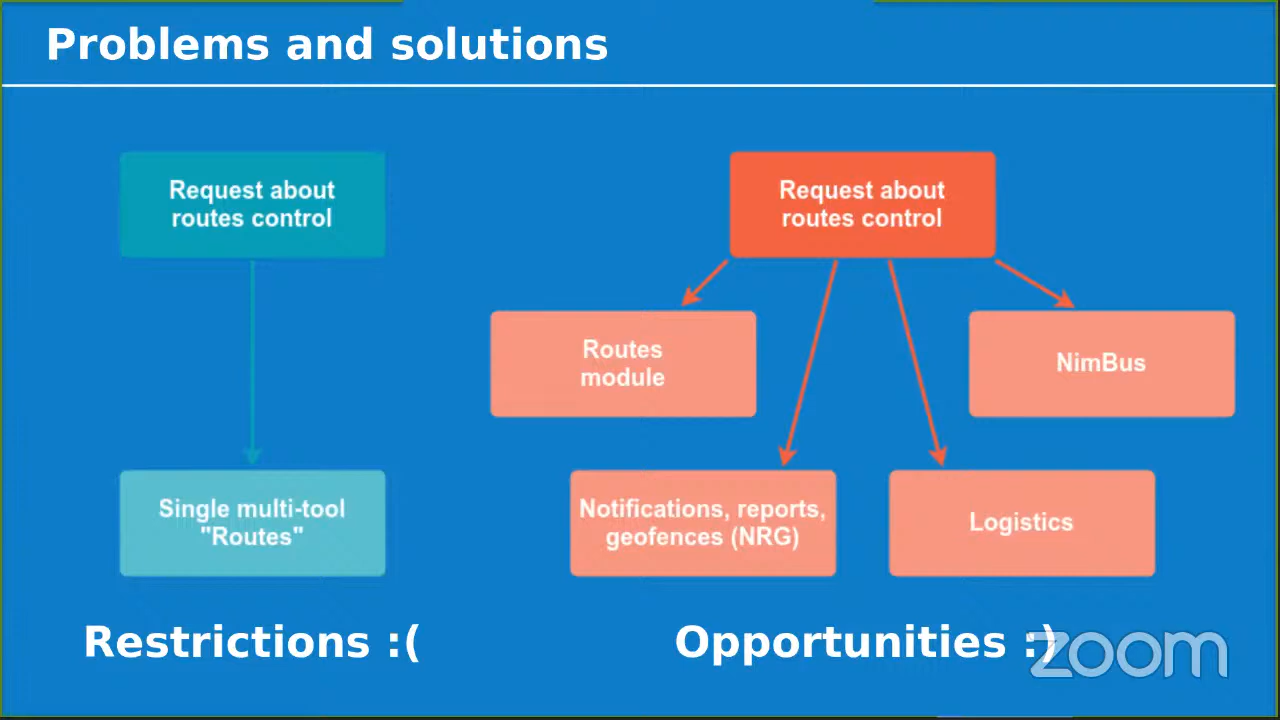 Problems and solutions
Request about
routes control
Single multi-tool
"Routes"
Restrictions :(
Request about
routes control
Routes
module
NimBus
Notifications, reports,
geofences (NRG)
Logistics
Opportunities :)
zoom